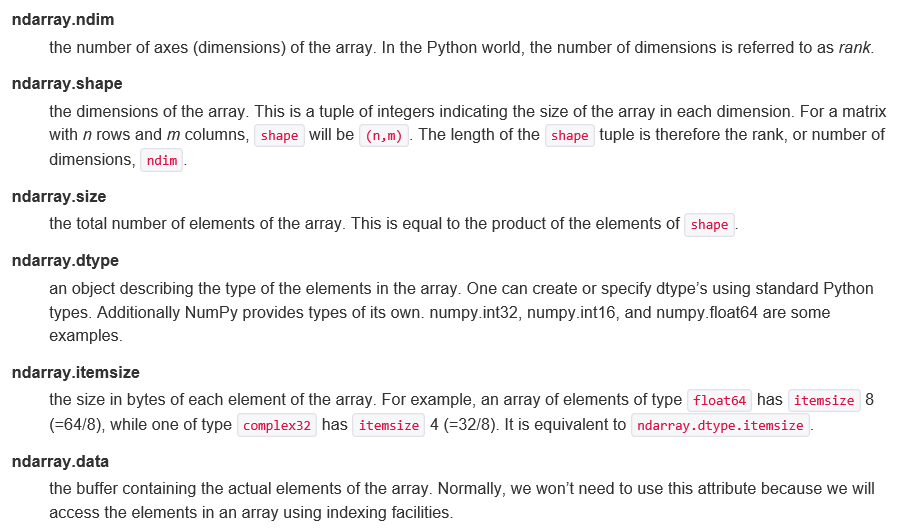 ndarray.ndim
the number of axes (dimensions) of the array. In the Python world, the number of dimensions is referred to as rank.
ndarray.shape
the dimensions of the array. This is a tuple of integers indicating the size of the array in each dimension. For a matrix
with n rows and m columns, shape will be (n,m). The length of the shape tuple is therefore the rank, or number of
dimensions, ndim.
ndarray.size
the total number of elements of the array. This is equal to the product of the elements of shape.
ndarray.dtype
an object describing the type of the elements in the array. One can create or specify dtype’s using standard Python
types. Additionally NumPy provides types of its own. numpy.int32, numpy.int16, and numpy.float64 are some
examples.
ndarray.itemsize
the size in bytes of each element of the array. For example, an array of elements of type float64 has itemsize 8
(=64/8), while one of type complex32 has itemsize 4 (=32/8). It is equivalent to ndarray.dtype.itemsize.
ndarray.data
the buffer containing the actual elements of the array. Normally, we won’t need to use this attribute because we will
access the elements in an array using indexing facilities.